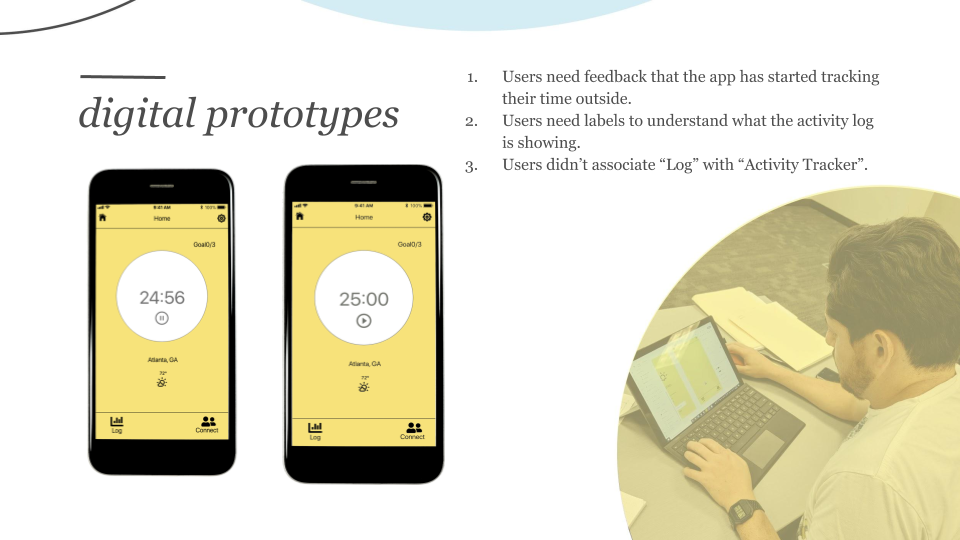 digital prototypes
1. Users need feedback that the app has started tracking
their time outside.
2. Users need labels to understand what the activity log
is showing.
3. Users didn’t associate “Log” with “Activity Tracker”.
9:41 AM 100%
Home
Goal0/3
24:56
Atlanta, GA
72°
Log Connect
9:41 AM 100%
Home
Goal0/3
25:00
Atlanta, GA
72°
Log Connect